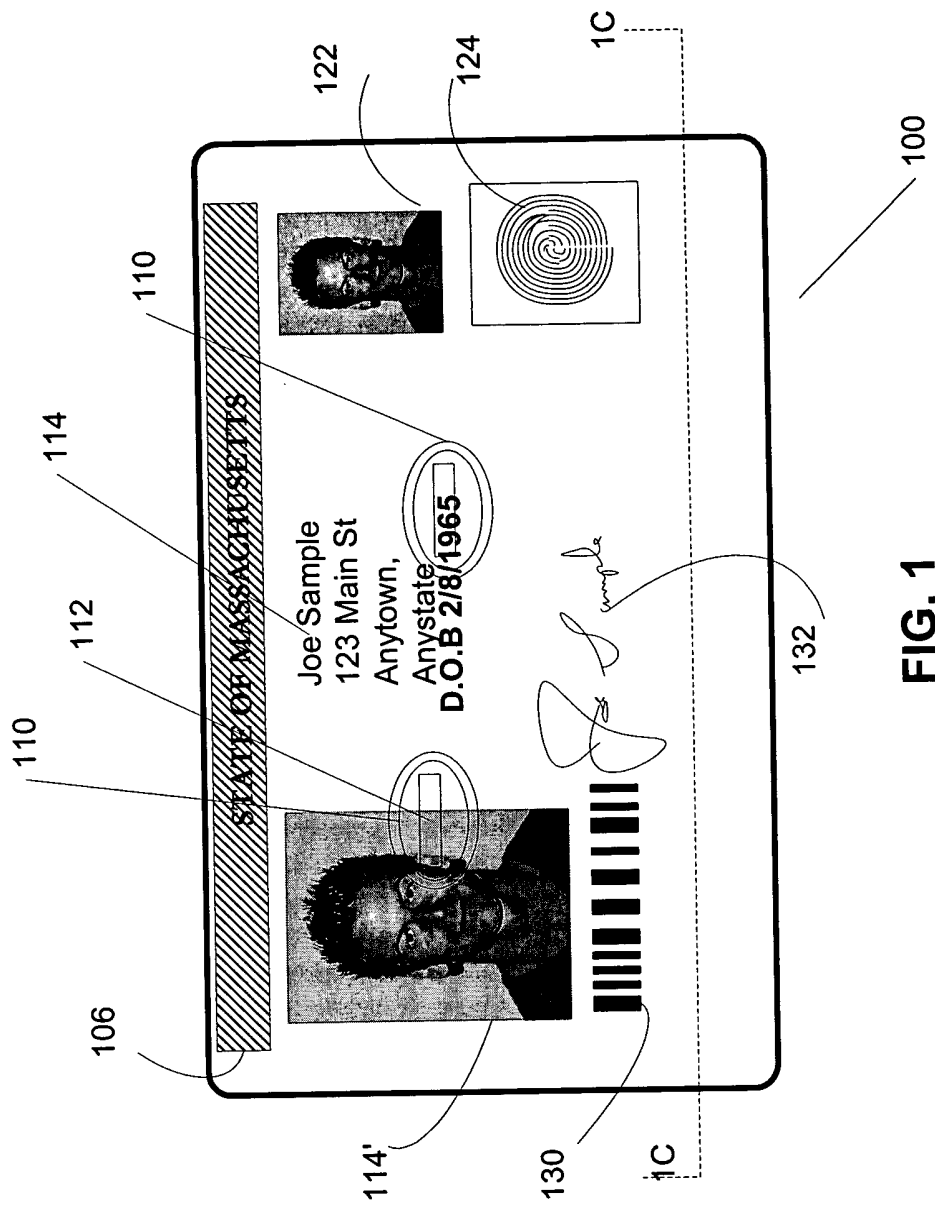 110
112
114
110
106
STATE OF MASSACHUSETTS
Joe Sample
123 Main St
Anytown,
Anystate
D.O.B 2/8/1965
122
124
114'
130
132
1C
1C
100
FIG. 1